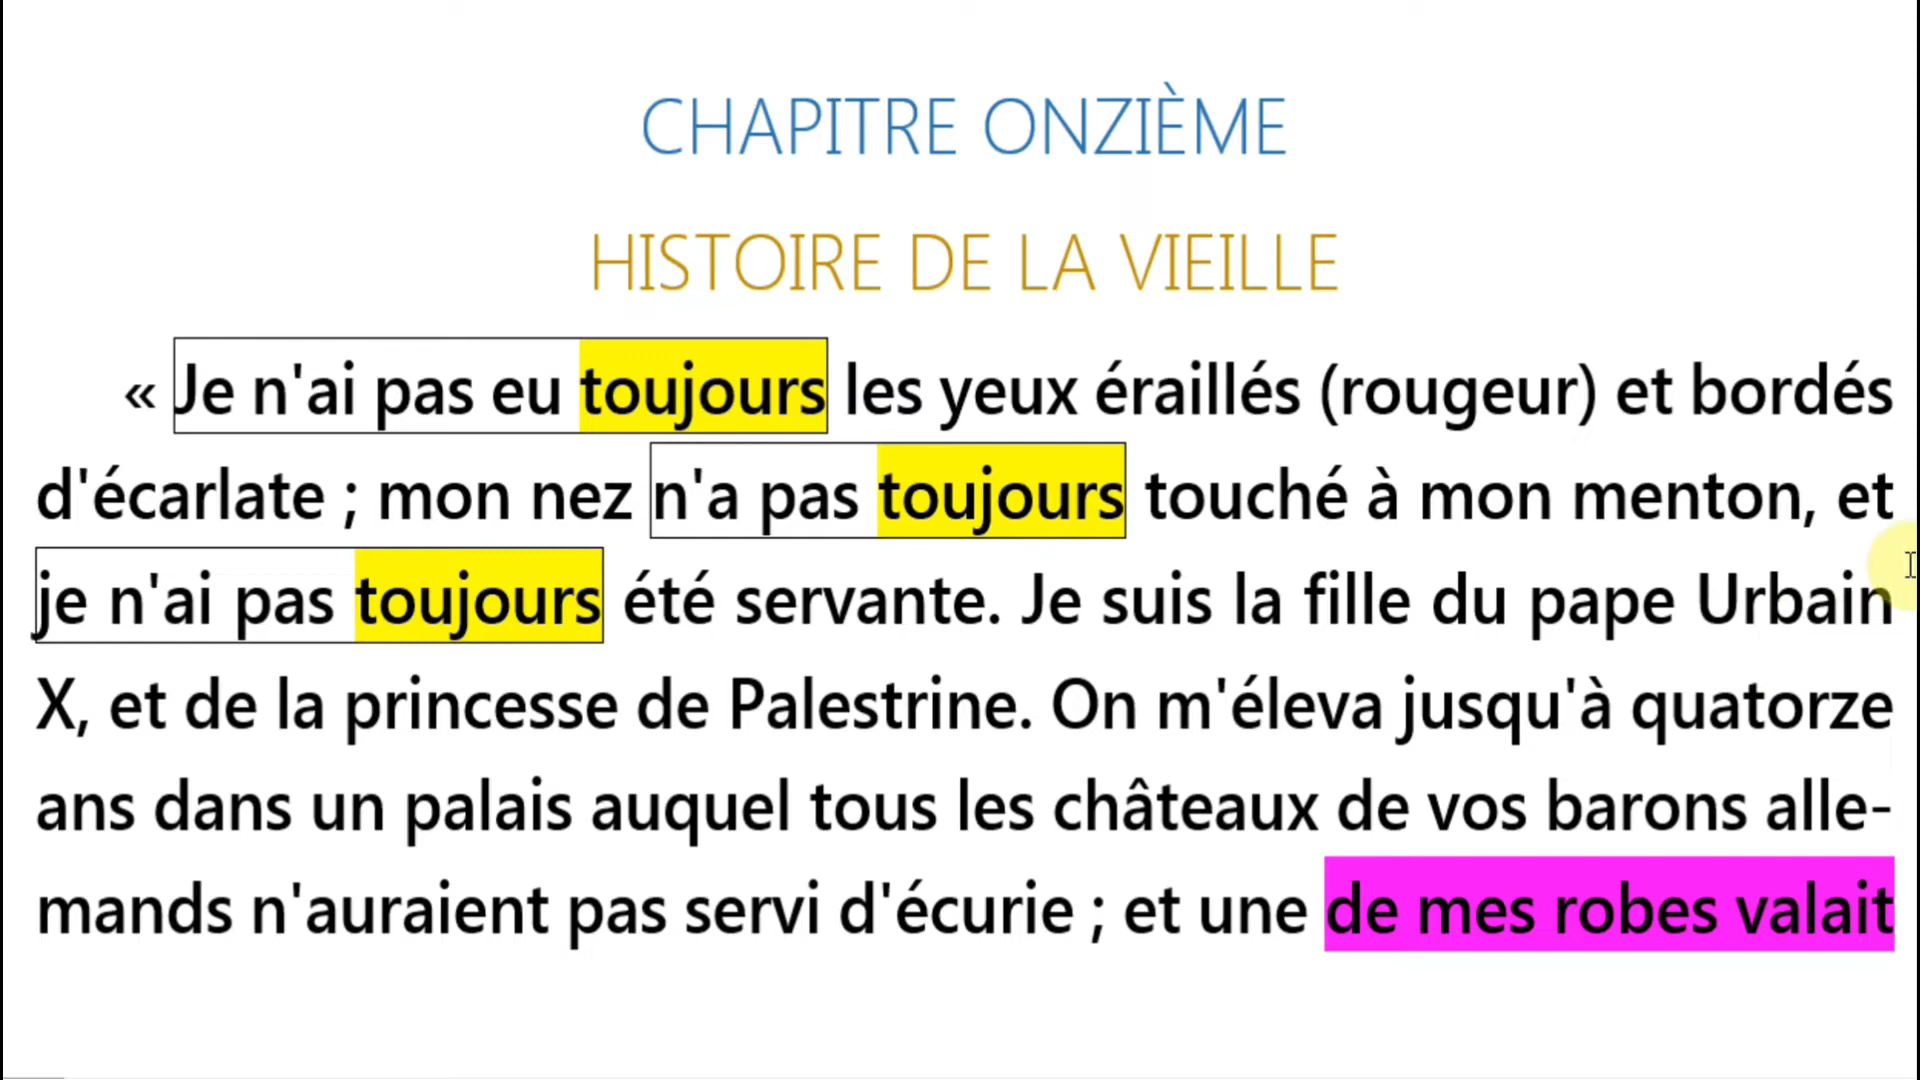 CHAPITRE ONZIÈME
HISTOIRE DE LA VIEILLE
« Je n'ai pas eu toujours les yeux éraillés (rougeur) et bordés
d'écarlate ; mon nez n'a pas toujours touché à mon menton, et
je n'ai pas toujours été servante. Je suis la fille du pape Urbain
X, et de la princesse de Palestrine. On m'éleva jusqu'à quatorze
ans dans un palais auquel tous les châteaux de vos barons alle-
mands n'auraient pas servi d'écurie ; et une de mes robes valait